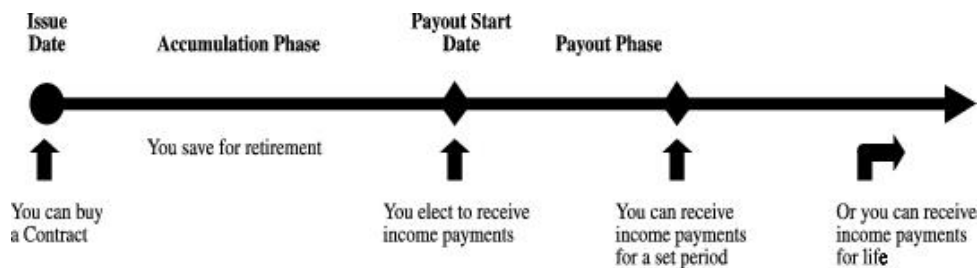 Issue
Date
Accumulation Phase
Payout Start
Date
Payout Phase
You save for retirement
You can buy
a Contract
You elect to receive
income payments
You can receive
income payments
for a set period
Or you can receive
income payments
for life